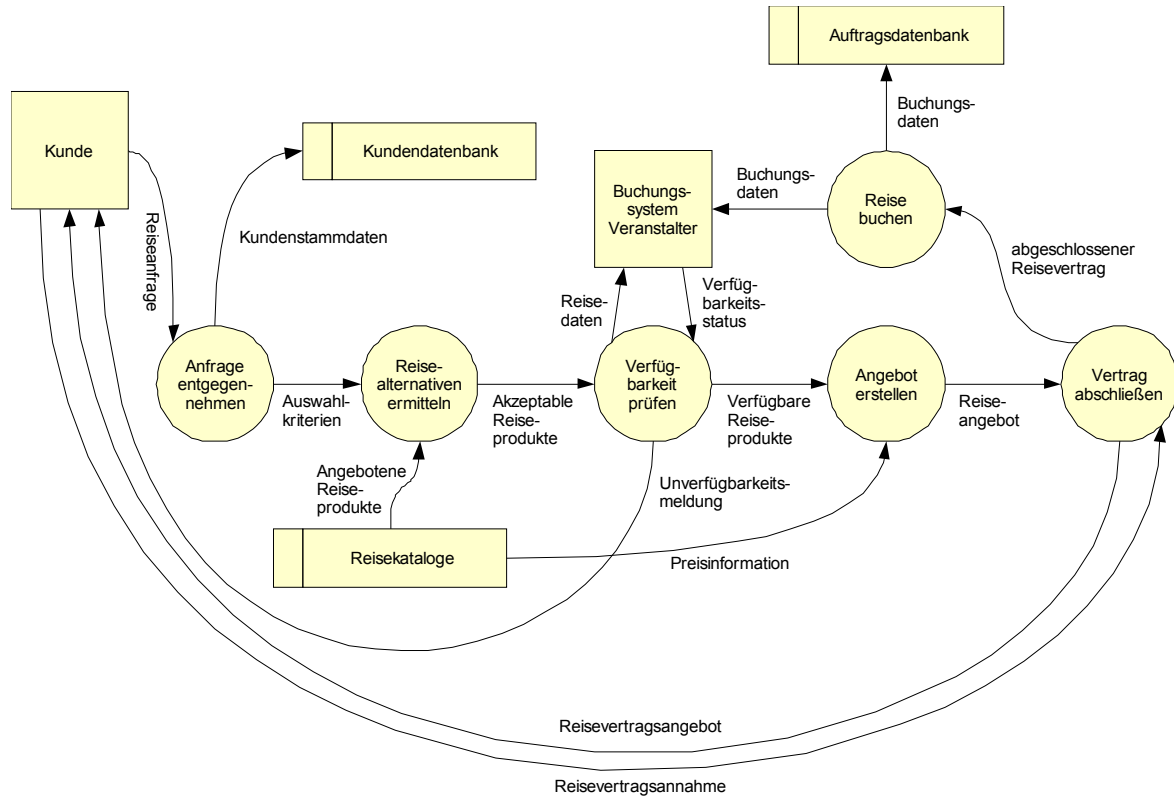 Auftragsdatenbank
Buchungs-
daten
Kunde
Kundendatenbank
Buchungs-
daten
Buchungs-
system
Veranstalter
Reise
buchen
Reiseanfrage
Kundenstammdaten
abgeschlossener
Reisevertrag
Reise-
daten
Verfüg-
barkeits-
status
Anfrage
entgegen-
nehmen
Auswahl-
kriterien
Reise-
alternativen
ermitteln
Akzeptable
Reise-
produkte
Verfüg-
barkeit
prüfen
Verfügbare
Reise-
produkte
Angebot
erstellen
Reise-
angebot
Vertrag
abschließen
Angebotene
Reise-
produkte
Unverfügbarkeits-
meldung
Reisekataloge
Preisinformation
Reisevertragsangebot
Reisevertragsannahme